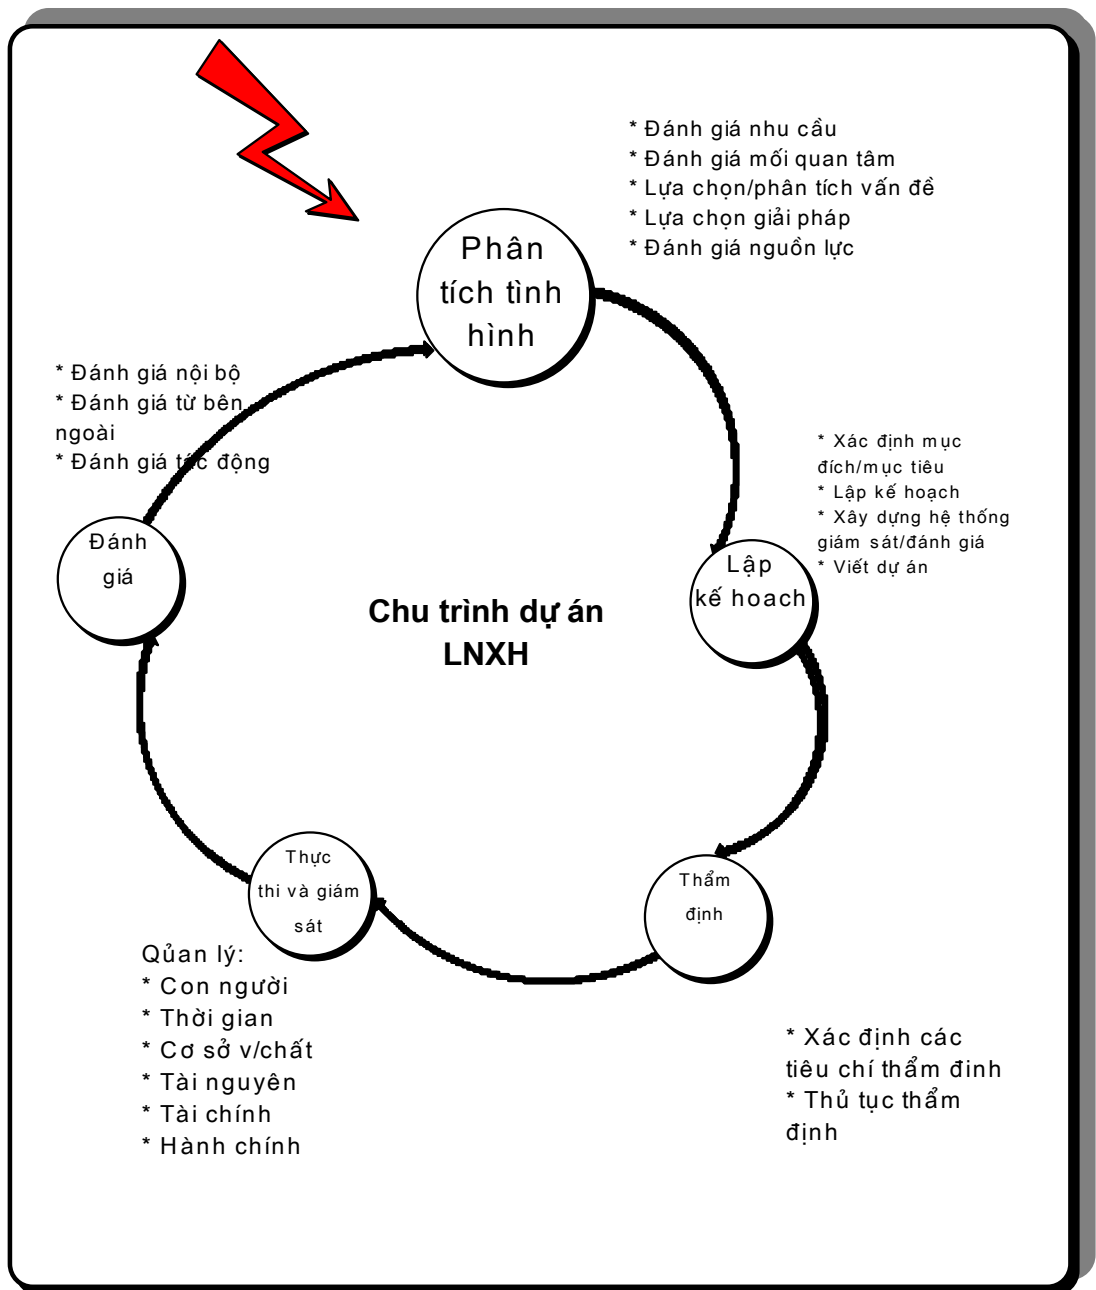 * Đánh giá nhu cầu
* Đánh giá mối quan tâm
* Lựa chọn/phân tích vấn đề
* Lựa chọn giải pháp
* Đánh giá nguồn lực
Phân
tích tình
hình
* Đánh giá nội bộ
* Đánh giá từ bên
ngoài
* Đánh giá tác động
* Xác định mục
đích/mục tiêu
* Lập kế hoạch
* Xây dựng hệ thống
giám sát/đánh giá
* Viết dự án
Đánh
giá
Lập
kế hoach
Chu trình dự án
LNXH
Thực
thi và giám
sát
Thẩm
định
Qủan lý:
* Con người
* Thời gian
* Cơ sở v/chất
* Tài nguyên
* Tài chính
* Hành chính
* Xác định các
tiêu chí thẩm đinh
* Thủ tục thẩm
định